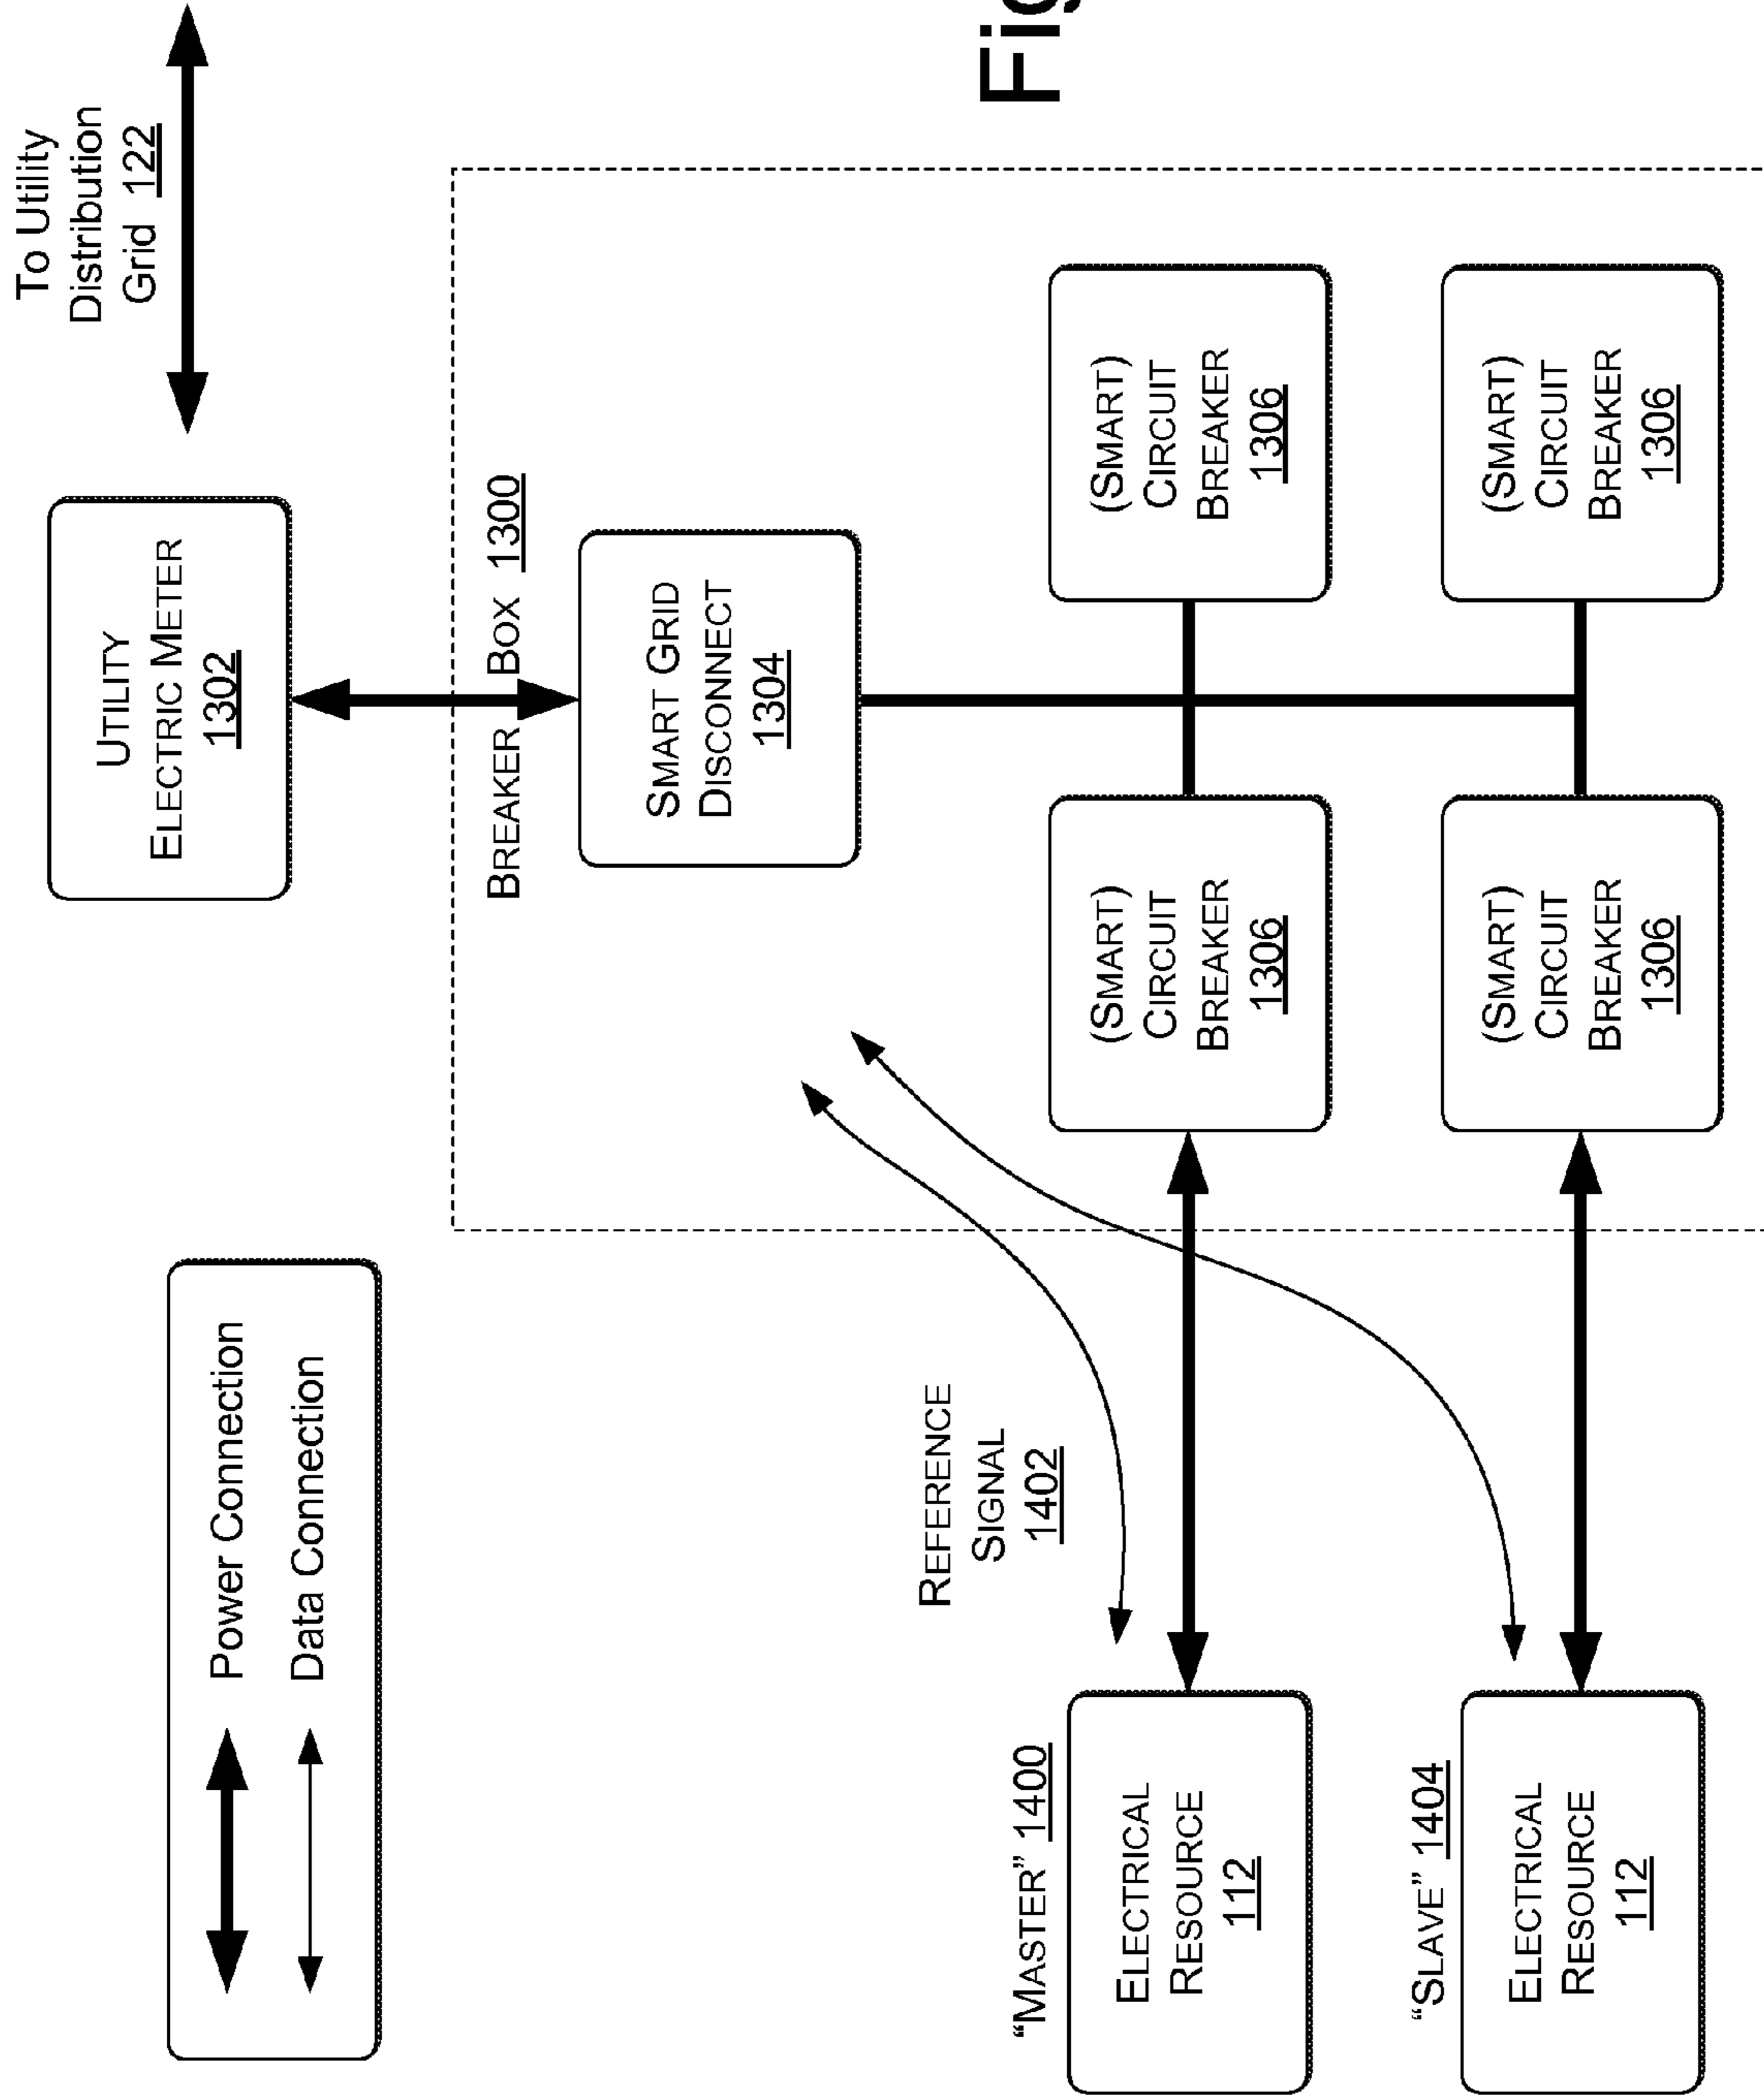 To Utility
Distribution
Grid 122
UTILITY
ELECTRIC METER
1302
Power Connection
Data Connection
BREAKER BOX 1300
SMART GRID
DISCONNECT
1304
REFERENCE
SIGNAL
1402
"MASTER" 1400
ELECTRICAL
RESOURCE
112
(SMART)
CIRCUIT
BREAKER
1306
(SMART)
CIRCUIT
BREAKER
1306
"SLAVE" 1404
ELECTRICAL
RESOURCE
112
(SMART)
CIRCUIT
BREAKER
1306
(SMART)
CIRCUIT
BREAKER
1306